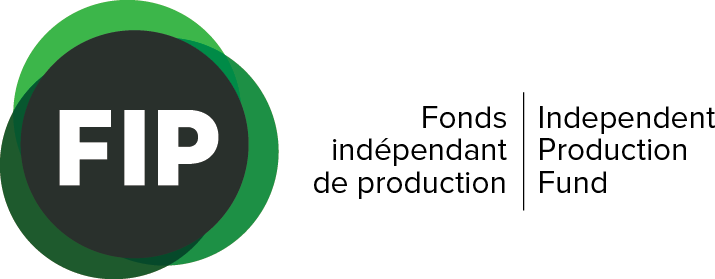 FIP
Fonds
indépendant
de production
Independent
Production
Fund